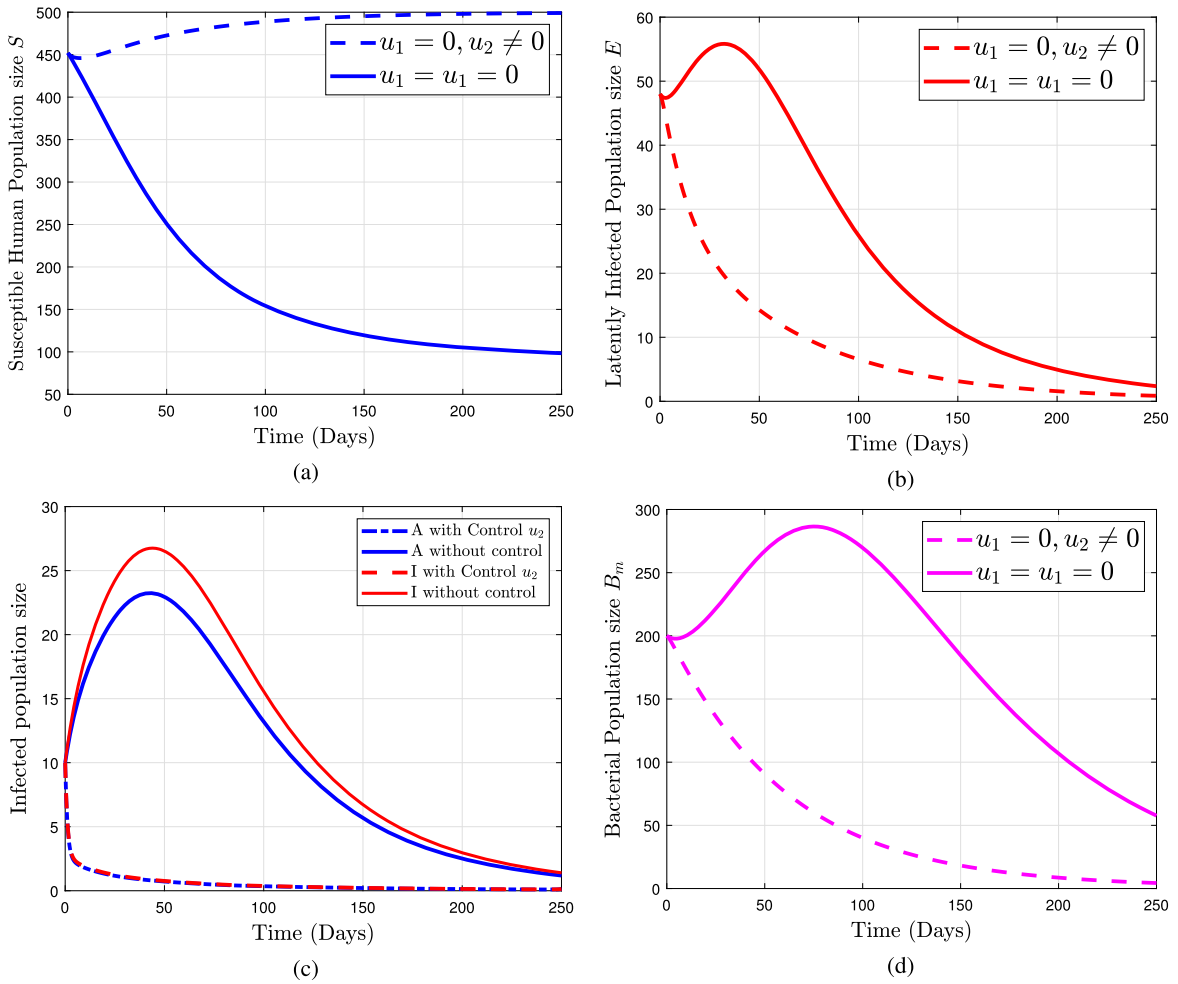 500
450
400
350
300
250
200
150
100
50
0
50
100
150
200
250
Susceptible Human Population size S
Time (Days)
u₁ = 0, u₂ ≠ 0
u₁ = u₁ = 0
(a)
60
50
40
30
20
10
0
0
50
100
150
200
250
Latently Infected Population size E
Time (Days)
u₁ = 0, u₂ ≠ 0
u₁ = u₁ = 0
(b)
30
25
20
15
10
5
0
0
50
100
150
200
250
Infected population size
Time (Days)
A with Control u₂
A without control
I with Control u₂
I without control
(c)
300
250
200
150
100
50
0
0
50
100
150
200
250
Bacterial Population size Bₘ
Time (Days)
u₁ = 0, u₂ ≠ 0
u₁ = u₁ = 0
(d)